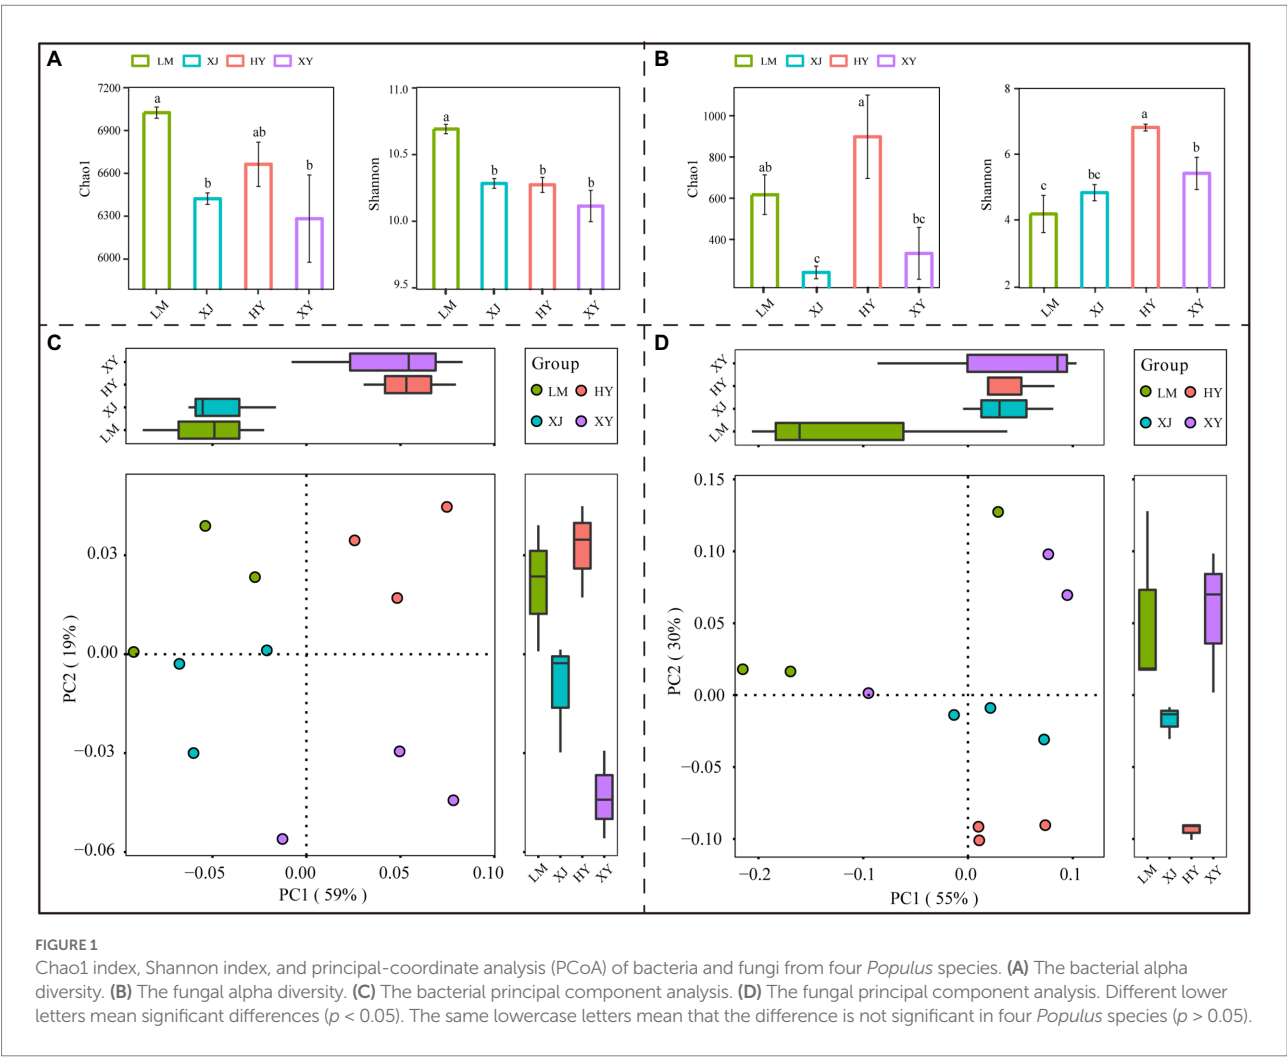 A
LM XJ HY XY
7200
6900
6600
6300
6000
Chao1
a
b
ab
b
LM XJ HY XY
11.0
10.5
10.0
9.5
Shannon
a
b
b
b
LM XJ HY XY
B
LM XJ HY XY
1000
800
600
400
Chao1
ab
c
a
bc
LM XJ HY XY
8
6
4
2
Shannon
c
bc
a
b
LM XJ HY XY
C
XY
HY
XJ
LM
Group
LM HY
XJ XY
0.03
0.00
−0.03
−0.06
PC2 ( 19% )
−0.05 0.00 0.05 0.10
PC1 ( 59% )
LM XJ HY XY
D
XY
HY
XJ
LM
Group
LM HY
XJ XY
0.15
0.10
0.05
0.00
−0.05
−0.10
PC2 ( 30% )
−0.2 −0.1 0.0 0.1
PC1 ( 55% )
LM XJ HY XY
FIGURE 1
Chao1 index, Shannon index, and principal-coordinate analysis (PCoA) of bacteria and fungi from four Populus species. (A) The bacterial alpha
diversity. (B) The fungal alpha diversity. (C) The bacterial principal component analysis. (D) The fungal principal component analysis. Different lower
letters mean significant differences (p < 0.05). The same lowercase letters mean that the difference is not significant in four Populus species (p > 0.05).